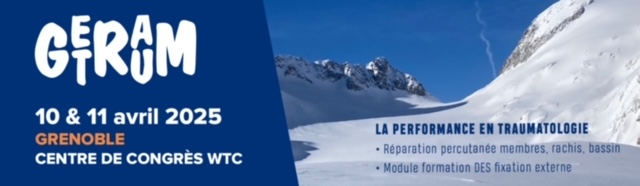 GETRAUM
10 & 11 avril 2025
GRENOBLE
CENTRE DE CONGRÈS WTC
LA PERFORMANCE EN TRAUMATOLOGIE
• Réparation percutanée membres, rachis, bassin
• Module formation DES fixation externe